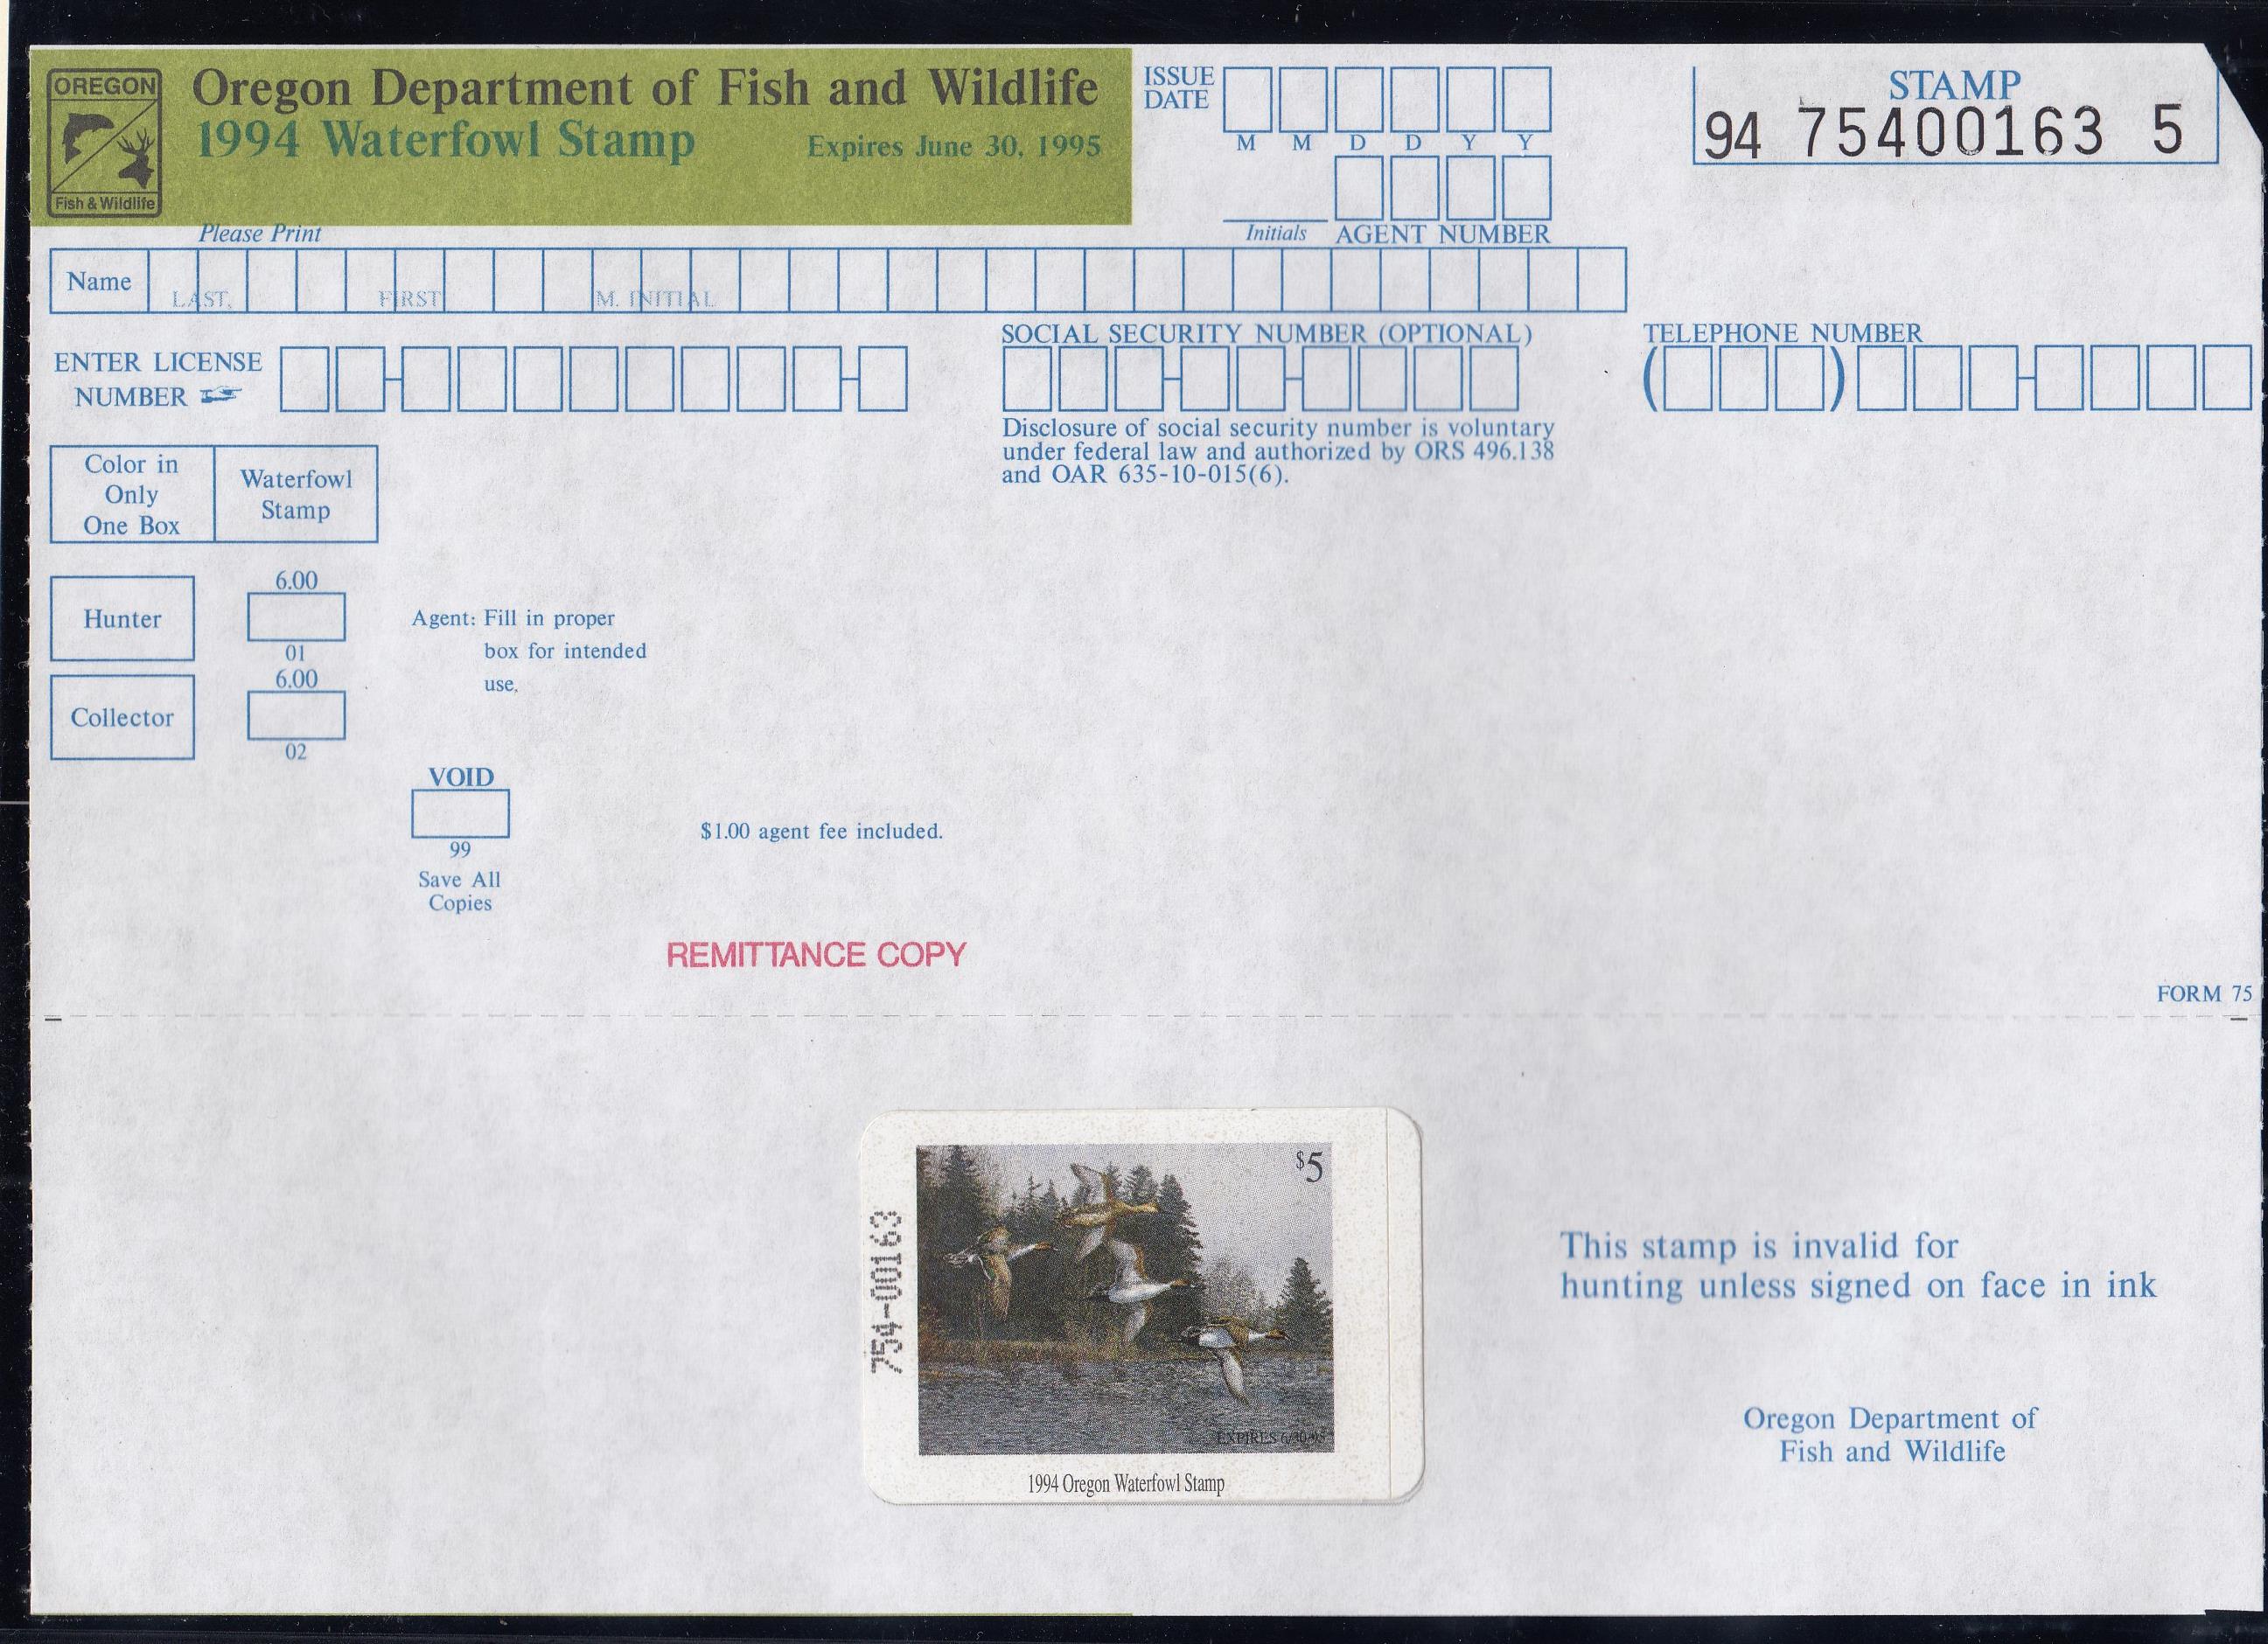 OREGON
Fish & Wildlife
Oregon Department of Fish and Wildlife
1994 Waterfowl Stamp Expires June 30, 1995
ISSUE DATE
M M D D Y Y
Initials AGENT NUMBER
STAMP
94 75400163 5
Please Print
Name LAST, FIRST M. INITIAL
ENTER LICENSE
NUMBER
SOCIAL SECURITY NUMBER (OPTIONAL)
Disclosure of social security number is voluntary
under federal law and authorized by ORS 496.138
and OAR 635-10-015(6).
TELEPHONE NUMBER
Color in
Only
One Box
Waterfowl
Stamp
Hunter
6.00
01
Agent: Fill in proper
box for intended
use.
Collector
6.00
02
VOID
99
Save All
Copies
$1.00 agent fee included.
REMITTANCE COPY
FORM 75
754-00163
$5
EXPIRES 6/30/95
1994 Oregon Waterfowl Stamp
This stamp is invalid for
hunting unless signed on face in ink
Oregon Department of
Fish and Wildlife